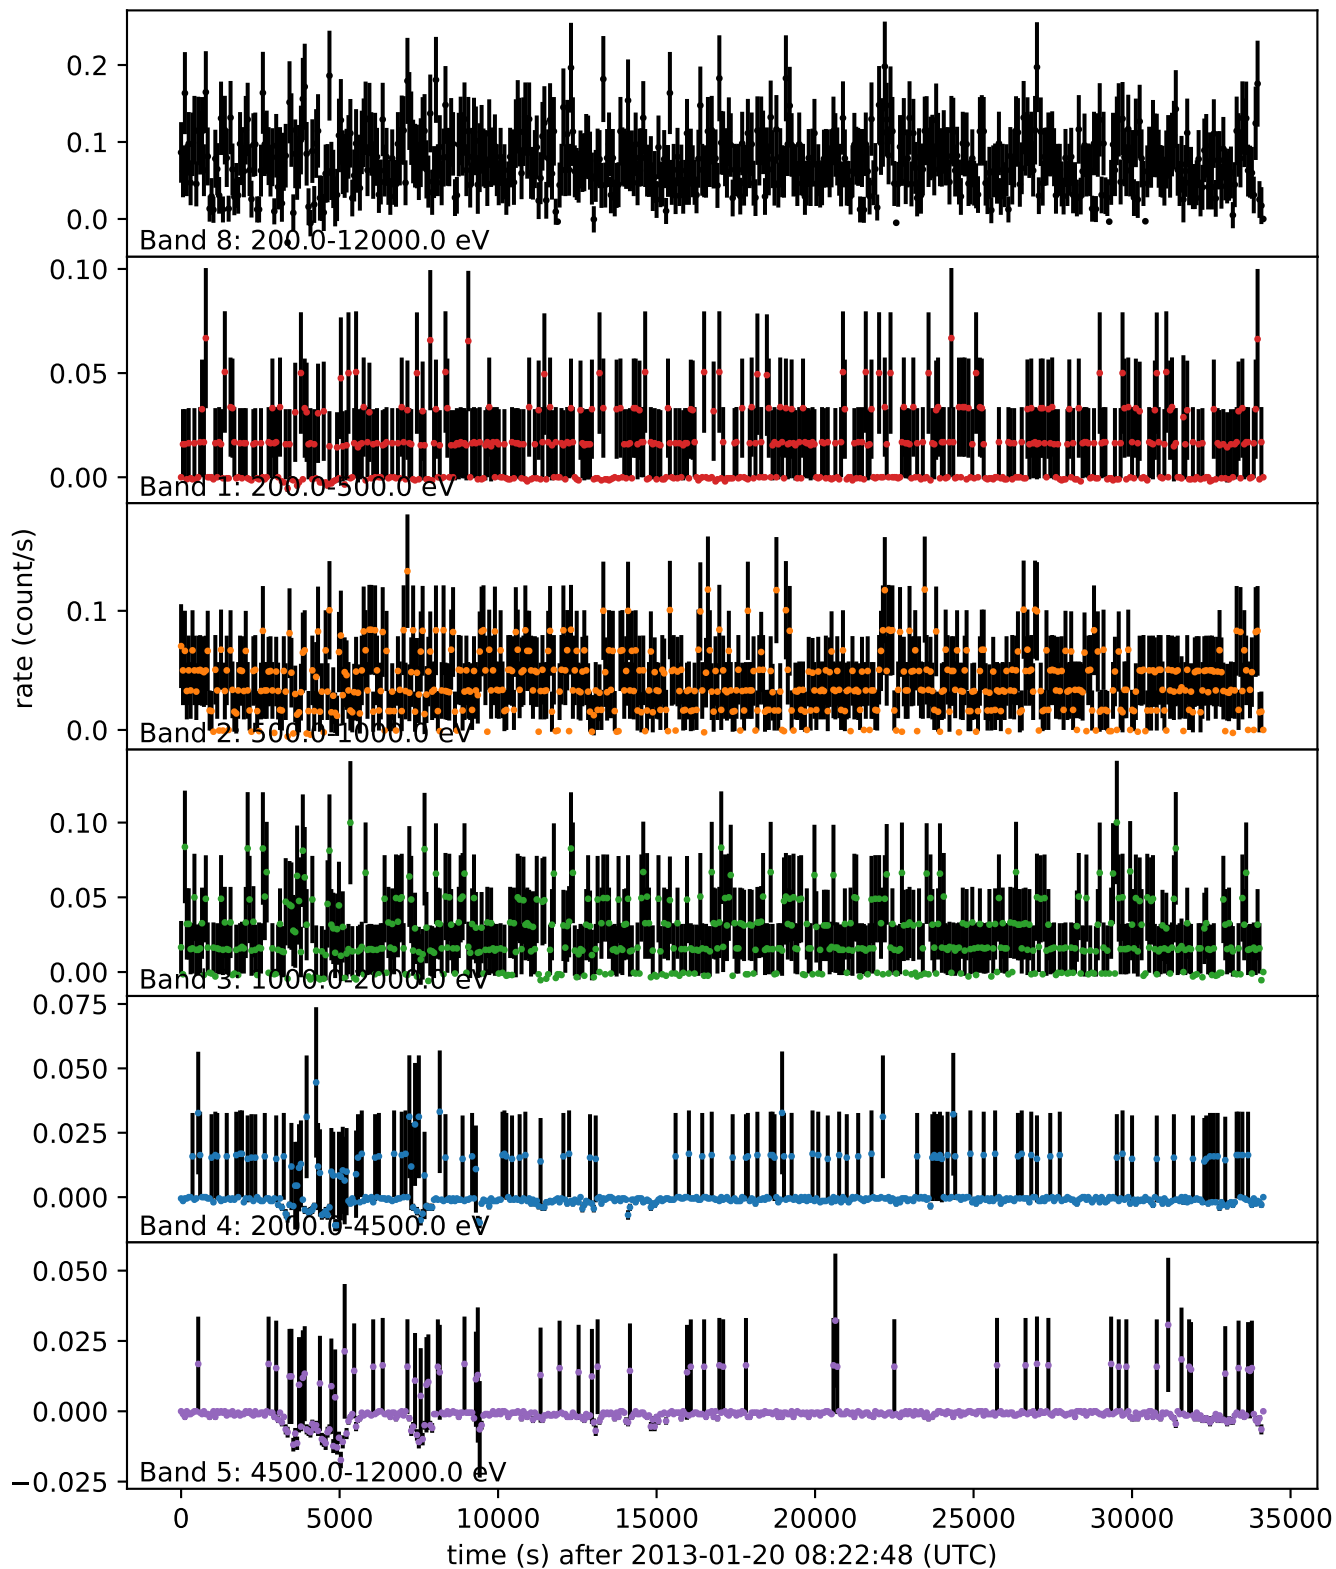 0.2
0.1
0.0
Band 8: 200.0-12000.0 eV
0.10
0.05
0.00
Band 1: 200.0-500.0 eV
rate (count/s)
0.1
0.0
Band 2: 500.0-1000.0 eV
0.10
0.05
0.00
Band 3: 1000.0-2000.0 eV
0.075
0.050
0.025
0.000
Band 4: 2000.0-4500.0 eV
0.050
0.025
0.000
−0.025
Band 5: 4500.0-12000.0 eV
0 5000 10000 15000 20000 25000 30000 35000
time (s) after 2013-01-20 08:22:48 (UTC)